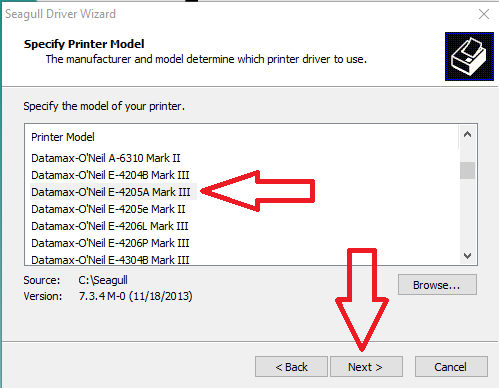 Seagull Driver Wizard
Specify Printer Model
The manufacturer and model determine which printer driver to use.
Specify the model of your printer.
Printer Model
Datamax-O'Neil A-6310 Mark II
Datamax-O'Neil E-4204B Mark III
Datamax-O'Neil E-4205A Mark III
Datamax-O'Neil E-4205e Mark II
Datamax-O'Neil E-4206L Mark III
Datamax-O'Neil E-4206P Mark III
Datamax-O'Neil E-4304B Mark III
Source: C:\Seagull
Version: 7.3.4 M-0 (11/18/2013)
Browse...
< Back Next > Cancel